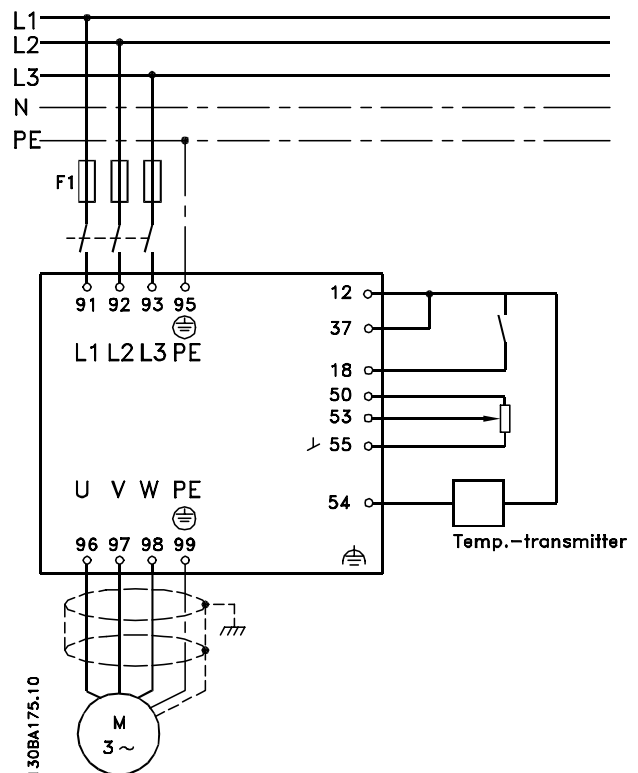 L1
L2
L3
N
PE
F1
91 92 93 95
L1 L2 L3 PE
12
37
18
50
53
55
54
U V W PE
96 97 98 99
Temp.-transmitter
M
3~
130BA175.10